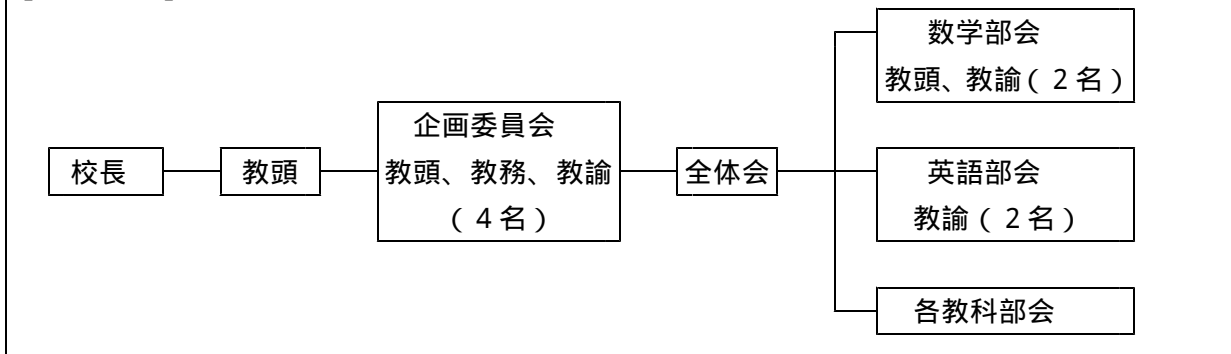 校長
教頭
企画委員会
教頭、教務、教諭
(4名)
全体会
数学部会
教頭、教諭(2名)
英語部会
教諭(2名)
各教科部会